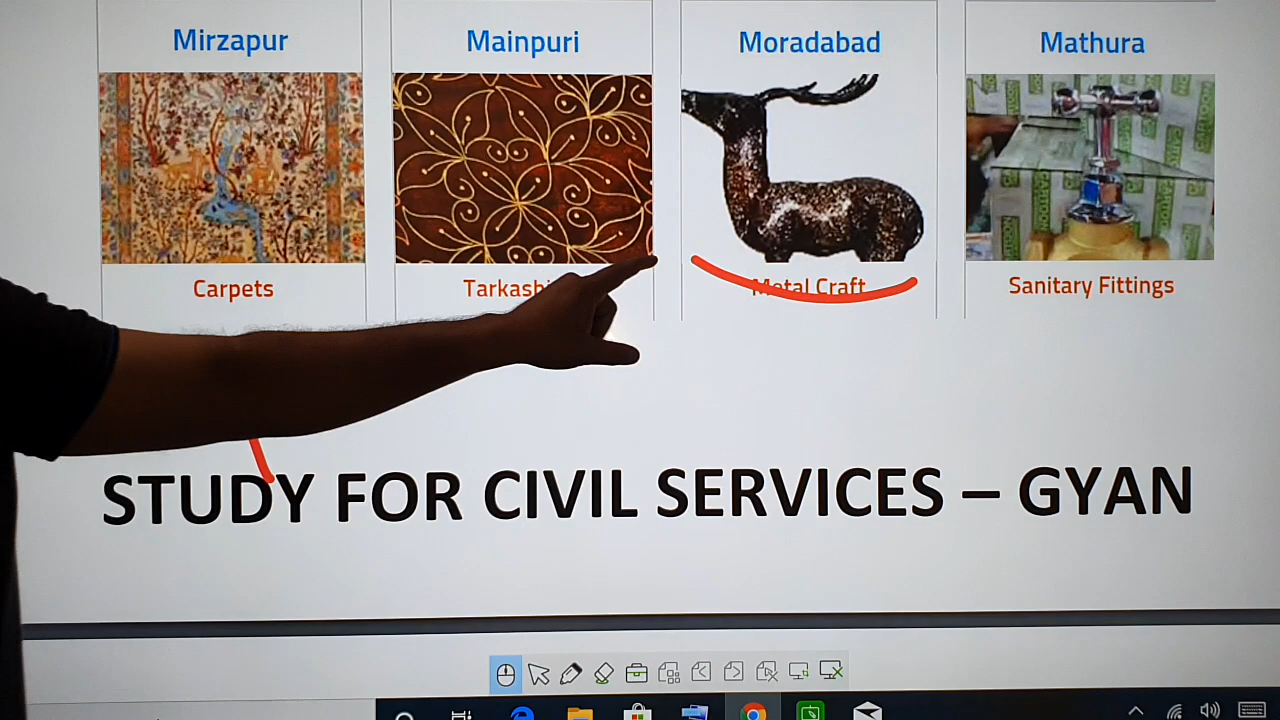 Mirzapur Mainpuri Moradabad Mathura
Carpets Metal Craft Sanitary Fittings
STUDY FOR CIVIL SERVICES – GYAN